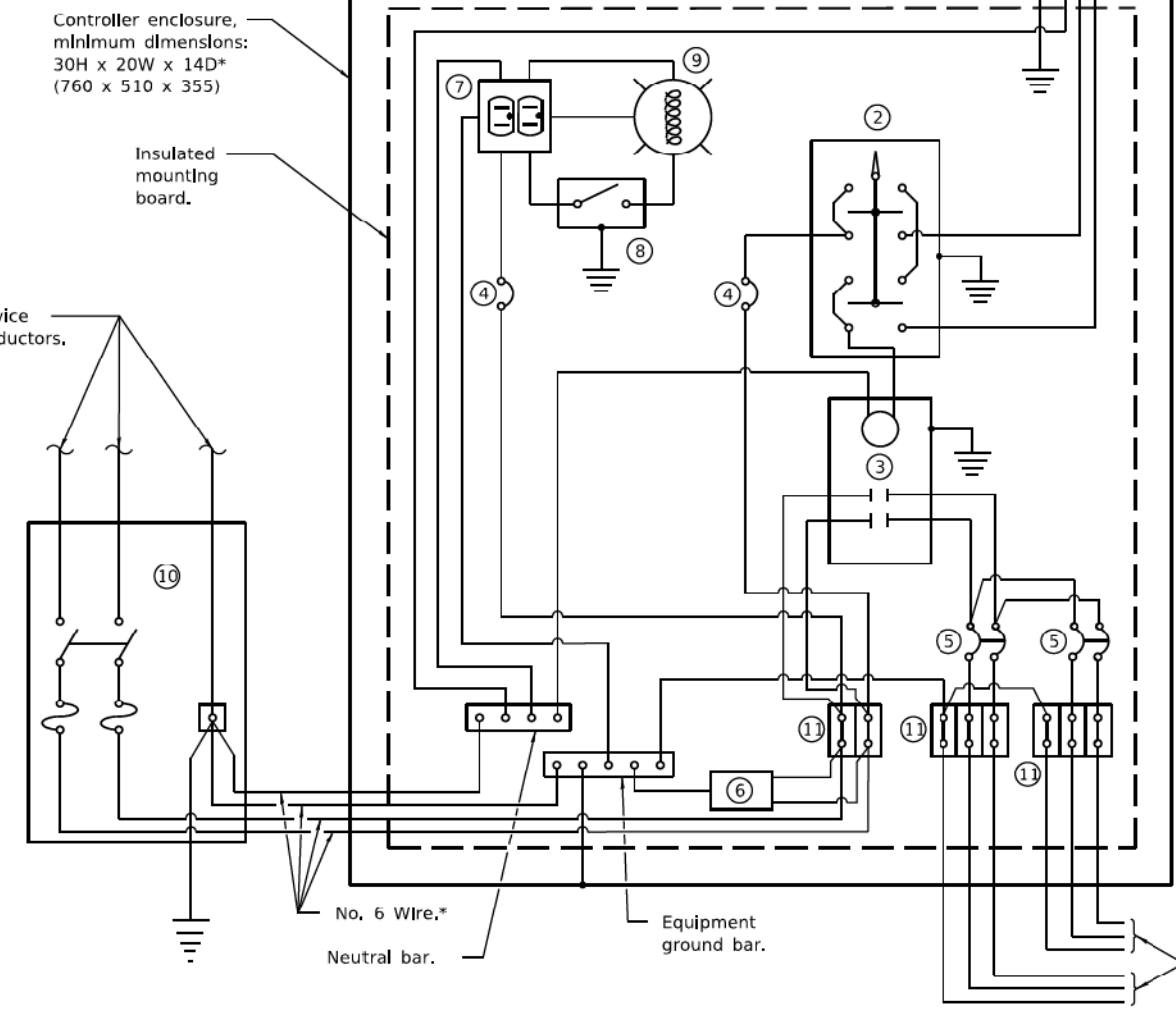 Controller enclosure,
minimum dimensions:
30H x 20W x 14D*
(760 x 510 x 355)
7
9
2
Insulated
mounting
board.
8
4
4
vice
ductors.
3
10
5
5
11
11
11
6
No. 6 Wire.*
Neutral bar.
Equipment
ground bar.